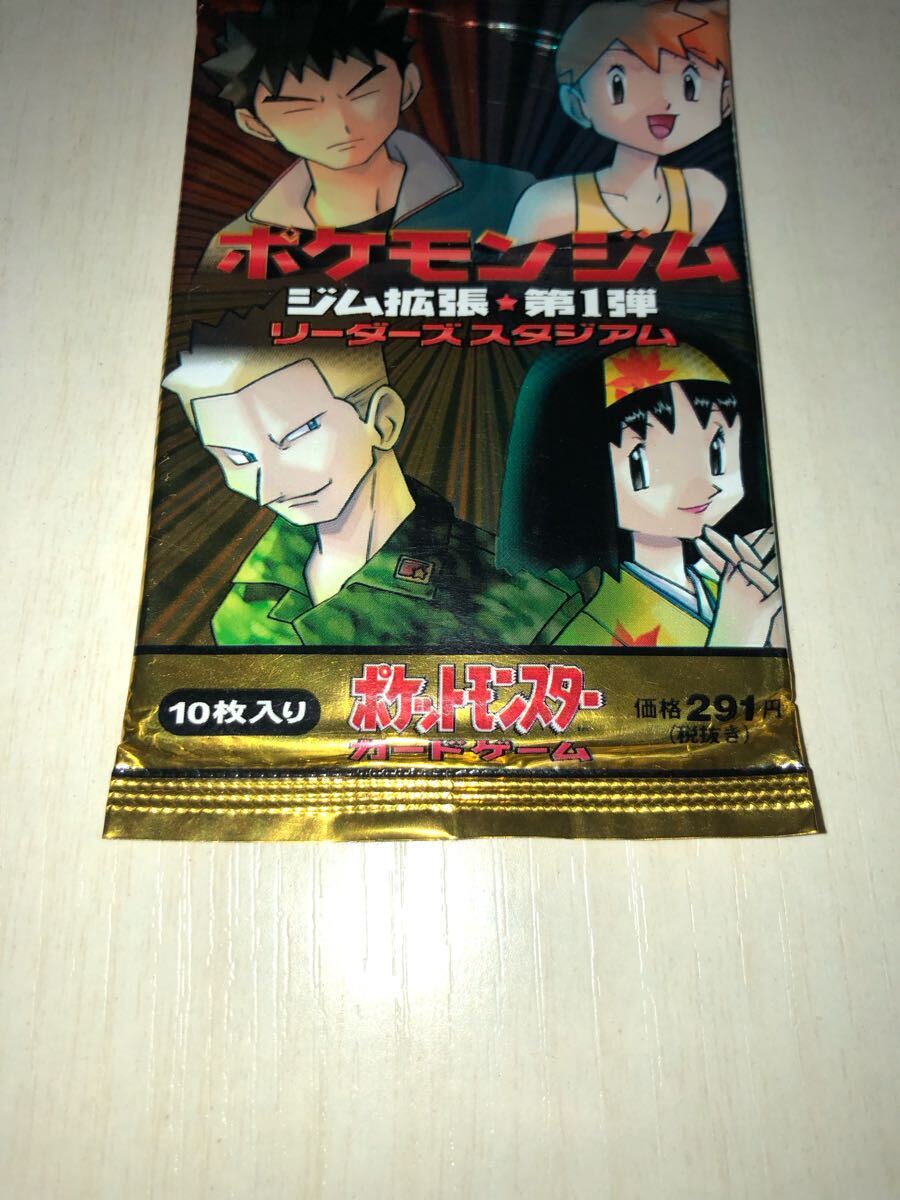 ポケモンジム
ジム拡張★第1弾
リーダーズスタジアム
10枚入り
ポケットモンスター
カードゲーム
価格291円
(税抜き)